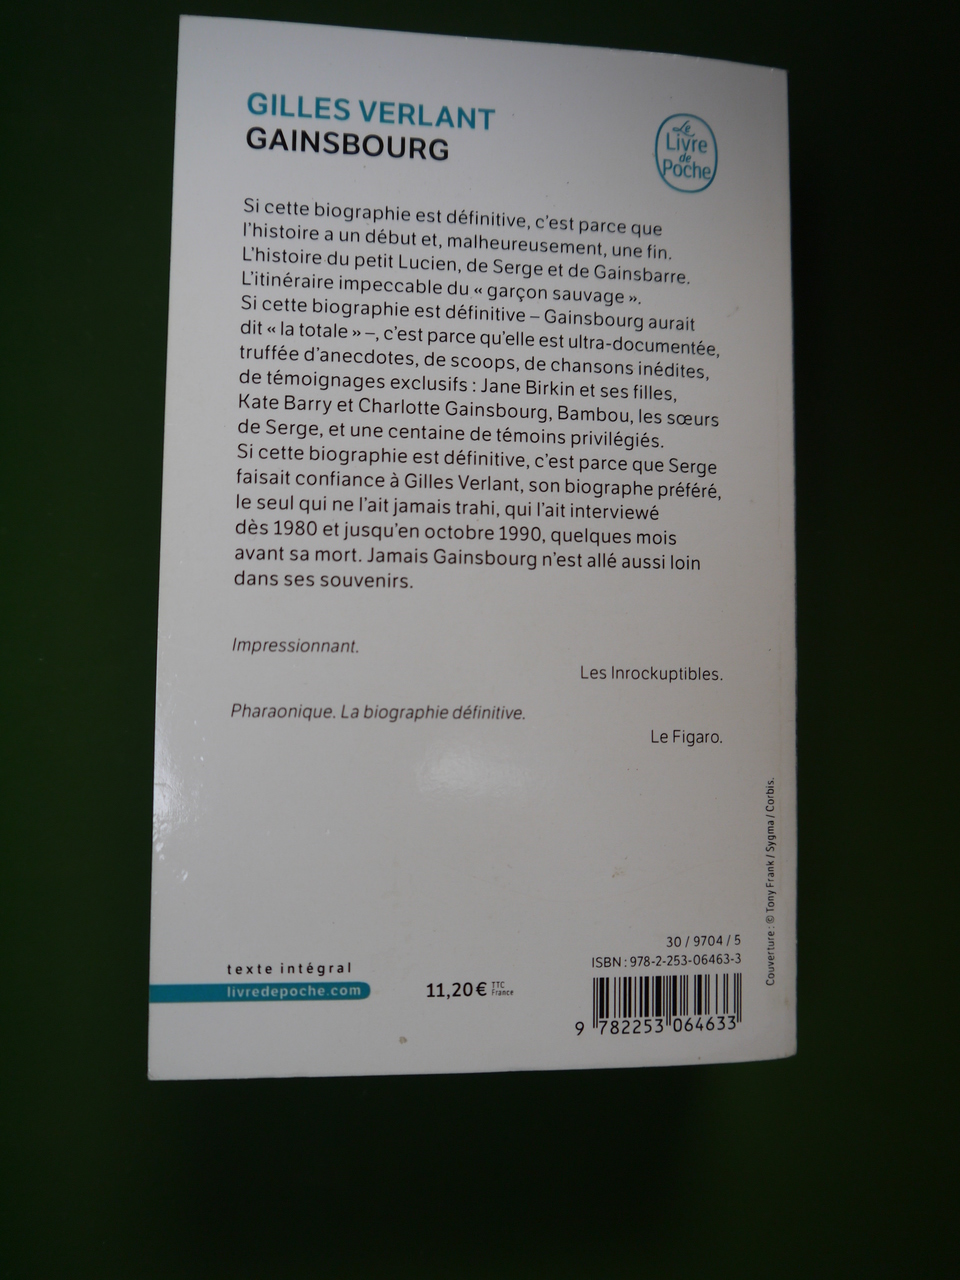 GILLES VERLANT
GAINSBOURG
Le
Livre
de
Poche
Si cette biographie est définitive, c'est parce que
l'histoire a un début et, malheureusement, une fin.
L'histoire du petit Lucien, de Serge et de Gainsbarre.
L'itinéraire impeccable du « garçon sauvage ».
Si cette biographie est définitive – Gainsbourg aurait
dit « la totale » –, c'est parce qu'elle est ultra-documentée,
truffée d'anecdotes, de scoops, de chansons inédites,
de témoignages exclusifs : Jane Birkin et ses filles,
Kate Barry et Charlotte Gainsbourg, Bambou, les sœurs
de Serge, et une centaine de témoins privilégiés.
Si cette biographie est définitive, c'est parce que Serge
faisait confiance à Gilles Verlant, son biographe préféré,
le seul qui ne l'ait jamais trahi, qui l'ait interviewé
dès 1980 et jusqu'en octobre 1990, quelques mois
avant sa mort. Jamais Gainsbourg n'est allé aussi loin
dans ses souvenirs.
Impressionnant.
Les Inrockuptibles.
Pharaonique. La biographie définitive.
Le Figaro.
Couverture : © Tony Frank / Sygma / Corbis.
texte intégral
livredepoche.com
11,20 € TTC
France
30 / 9704 / 5
ISBN : 978-2-253-06463-3
9 782253 064633